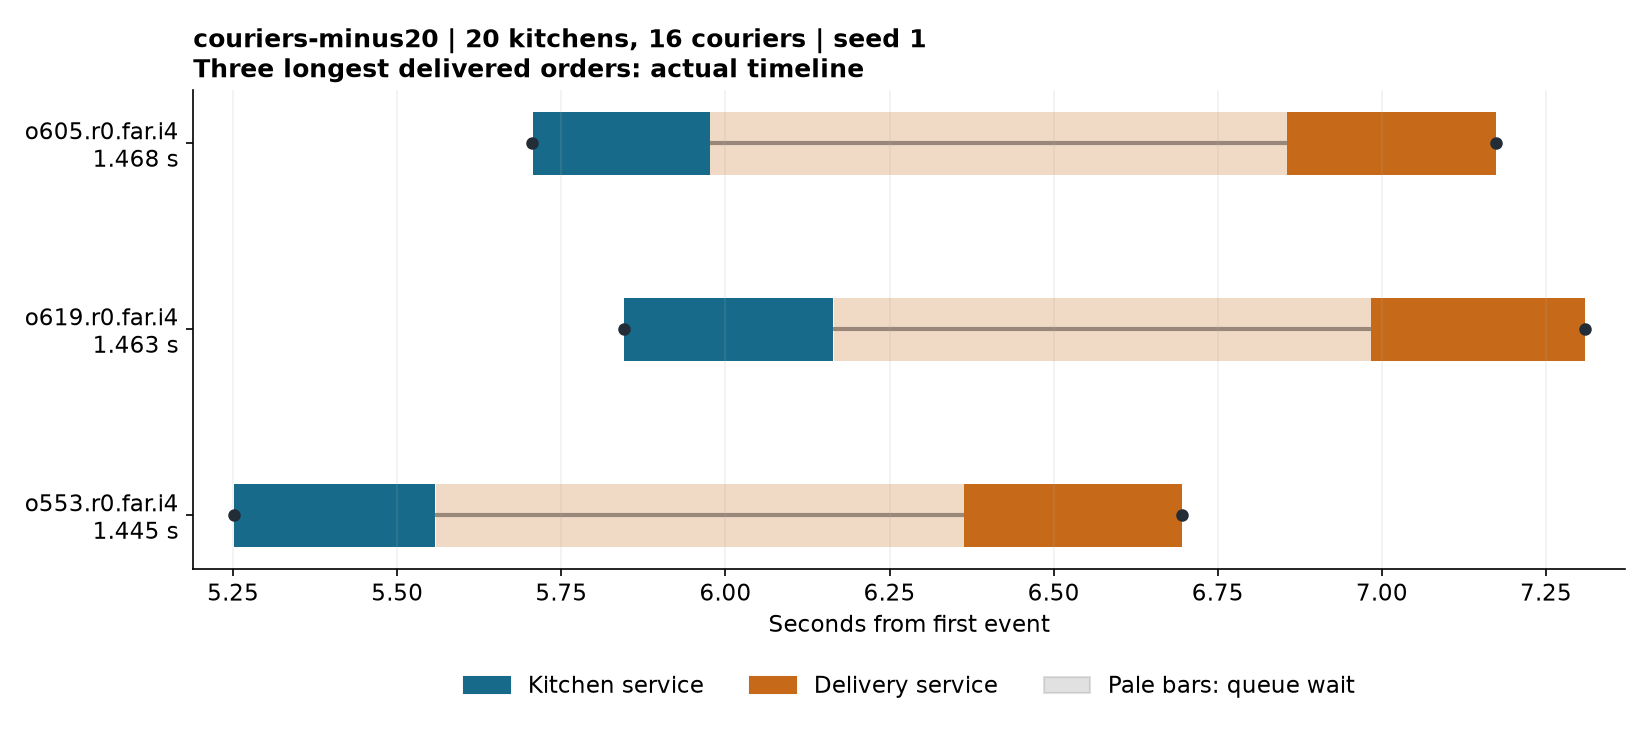 couriers-minus20 | 20 kitchens, 16 couriers | seed 1
Three longest delivered orders: actual timeline
o605.r0.far.i4
1.468 s
o619.r0.far.i4
1.463 s
o553.r0.far.i4
1.445 s
5.25 5.50 5.75 6.00 6.25 6.50 6.75 7.00 7.25
Seconds from first event
Kitchen service Delivery service Pale bars: queue wait